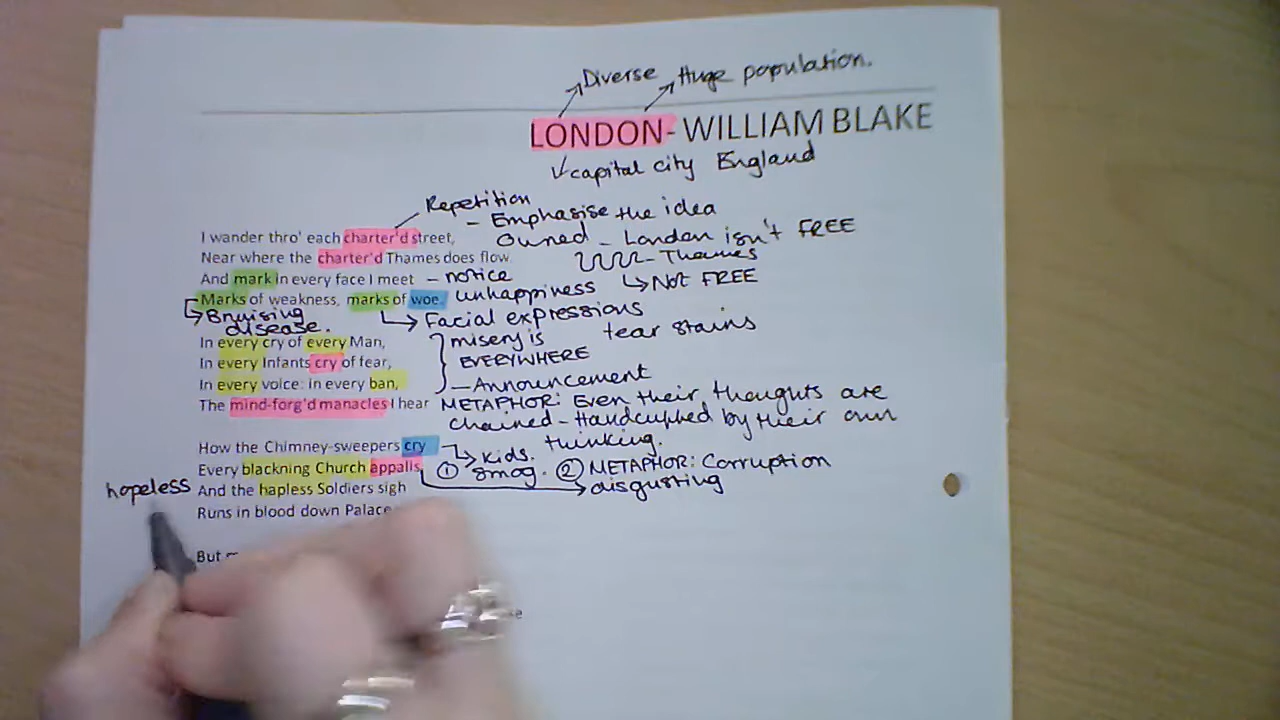 Diverse Huge population.
LONDON- WILLIAM BLAKE
capital city England
Repetition
- Emphasise the idea
I wander thro' each charter'd street, Owned - London isn't FREE
Near where the charter'd Thames does flow. - Thames
And mark in every face I meet - notice Not FREE
Marks of weakness, marks of woe. unhappiness
Bruising Facial expressions
disease. tear stains
In every cry of every Man, misery is
In every Infants cry of fear, EVERYWHERE
In every voice: in every ban, - Announcement
The mind-forg'd manacles I hear METAPHOR: Even their thoughts are
chained - Handcuffed by their own
thinking.
How the Chimney-sweepers cry Kids.
Every blackning Church appalls, ① smog. ② METAPHOR: Corruption
hopeless And the hapless Soldiers sigh disgusting
Runs in blood down Palace
But